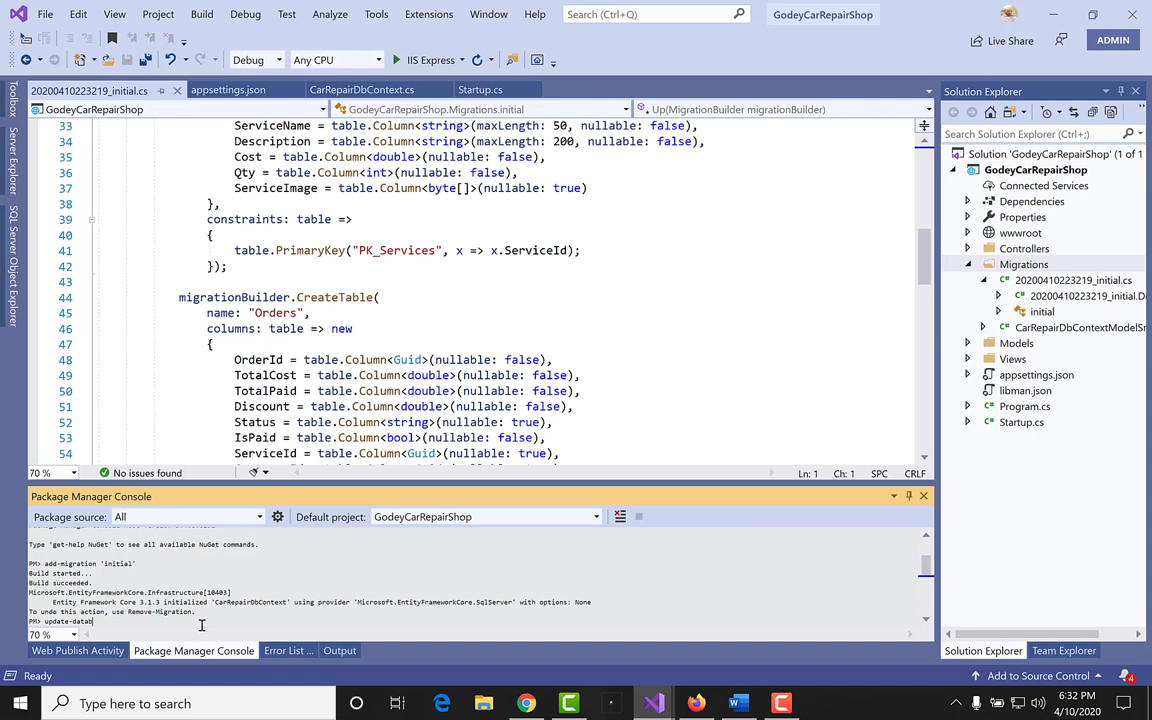 File Edit View Project Build Debug Test Analyze Tools Extensions Window Help Search (Ctrl+Q) GodeyCarRepairShop
Live Share ADMIN
Debug Any CPU IIS Express
20200410223219_initial.cs appsettings.json CarRepairDbContext.cs Startup.cs
GodeyCarRepairShop GodeyCarRepairShop.Migrations.initial Up(MigrationBuilder migrationBuilder)
Toolbox
Server Explorer
SQL Server Object Explorer
33 ServiceName = table.Column<string>(maxLength: 50, nullable: false),
34 Description = table.Column<string>(maxLength: 200, nullable: false),
35 Cost = table.Column<double>(nullable: false),
36 Qty = table.Column<int>(nullable: false),
37 ServiceImage = table.Column<byte[]>(nullable: true)
38 },
39 constraints: table =>
40 {
41 table.PrimaryKey("PK_Services", x => x.ServiceId);
42 });
43
44 migrationBuilder.CreateTable(
45 name: "Orders",
46 columns: table => new
47 {
48 OrderId = table.Column<Guid>(nullable: false),
49 TotalCost = table.Column<double>(nullable: false),
50 TotalPaid = table.Column<double>(nullable: false),
51 Discount = table.Column<double>(nullable: false),
52 Status = table.Column<string>(nullable: true),
53 IsPaid = table.Column<bool>(nullable: false),
54 ServiceId = table.Column<Guid>(nullable: true),
70 % No issues found Ln: 1 Ch: 1 SPC CRLF
Package Manager Console
Package source: All Default project: GodeyCarRepairShop
Type 'get-help NuGet' to see all available NuGet commands.
PM> add-migration 'initial'
Build started...
Build succeeded.
Microsoft.EntityFrameworkCore.Infrastructure[10403]
Entity Framework Core 3.1.3 initialized 'CarRepairDbContext' using provider 'Microsoft.EntityFrameworkCore.SqlServer' with options: None
To undo this action, use Remove-Migration.
PM> update-datab
70 %
Web Publish Activity Package Manager Console Error List ... Output
Solution Explorer
Search Solution Explorer (Ctrl+;)
Solution 'GodeyCarRepairShop' (1 of 1
GodeyCarRepairShop
Connected Services
Dependencies
Properties
wwwroot
Controllers
Migrations
20200410223219_initial.cs
20200410223219_initial.D
initial
CarRepairDbContextModelSn
Models
Views
appsettings.json
libman.json
Program.cs
Startup.cs
Solution Explorer Team Explorer
Ready Add to Source Control 4
Type here to search
6:32 PM
4/10/2020